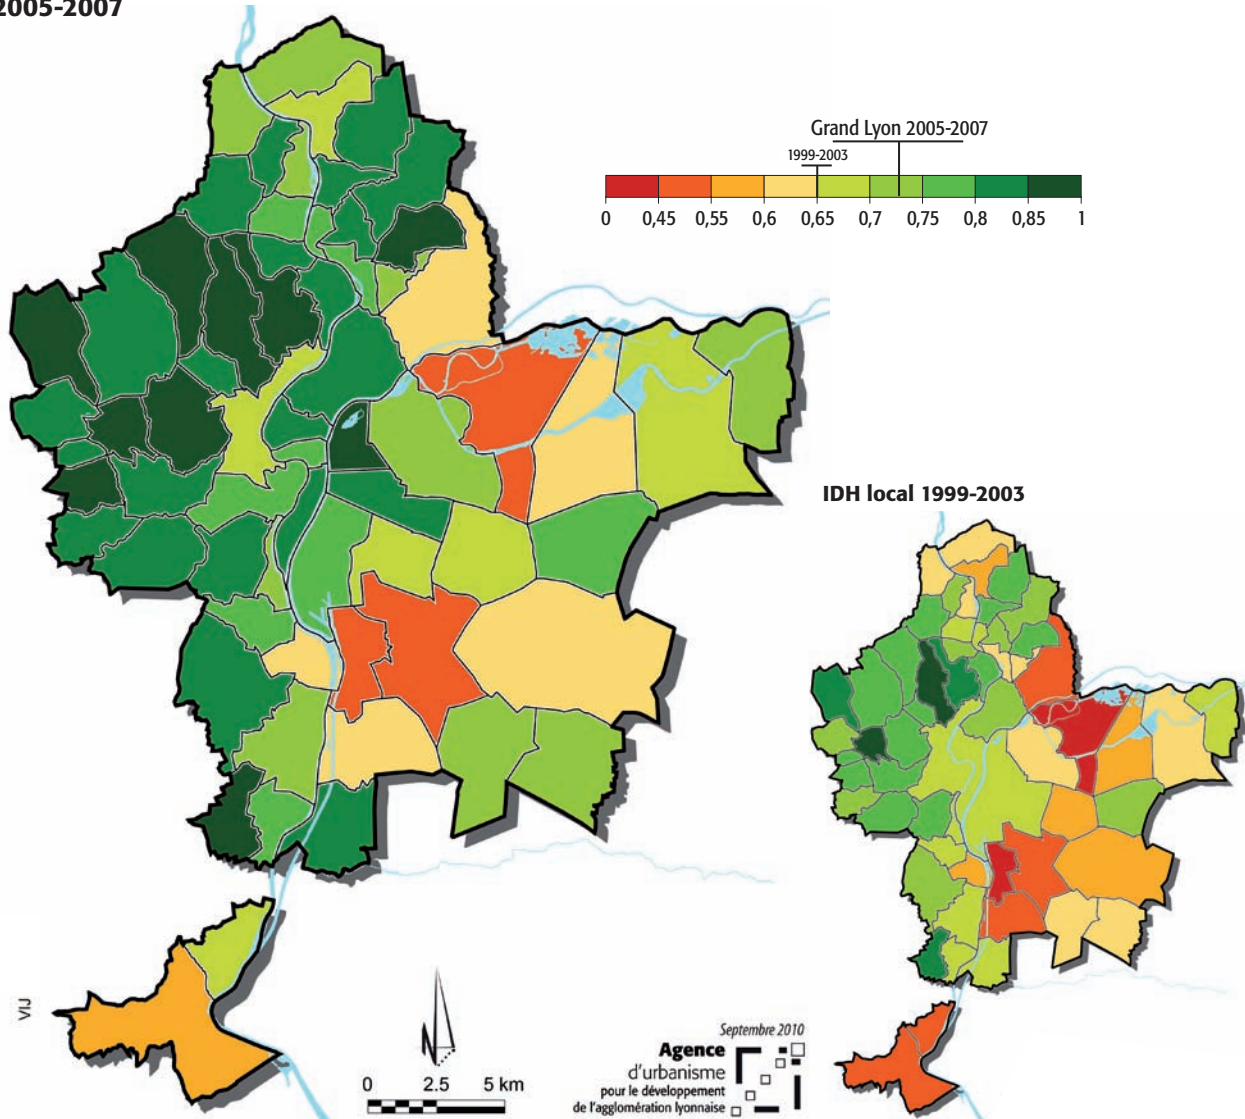 2005-2007
Grand Lyon 2005-2007
1999-2003
0 0,45 0,55 0,6 0,65 0,7 0,75 0,8 0,85 1
IDH local 1999-2003
VIJ
N
0 2.5 5 km
Septembre 2010
Agence
d'urbanisme
pour le développement
de l'agglomération lyonnaise